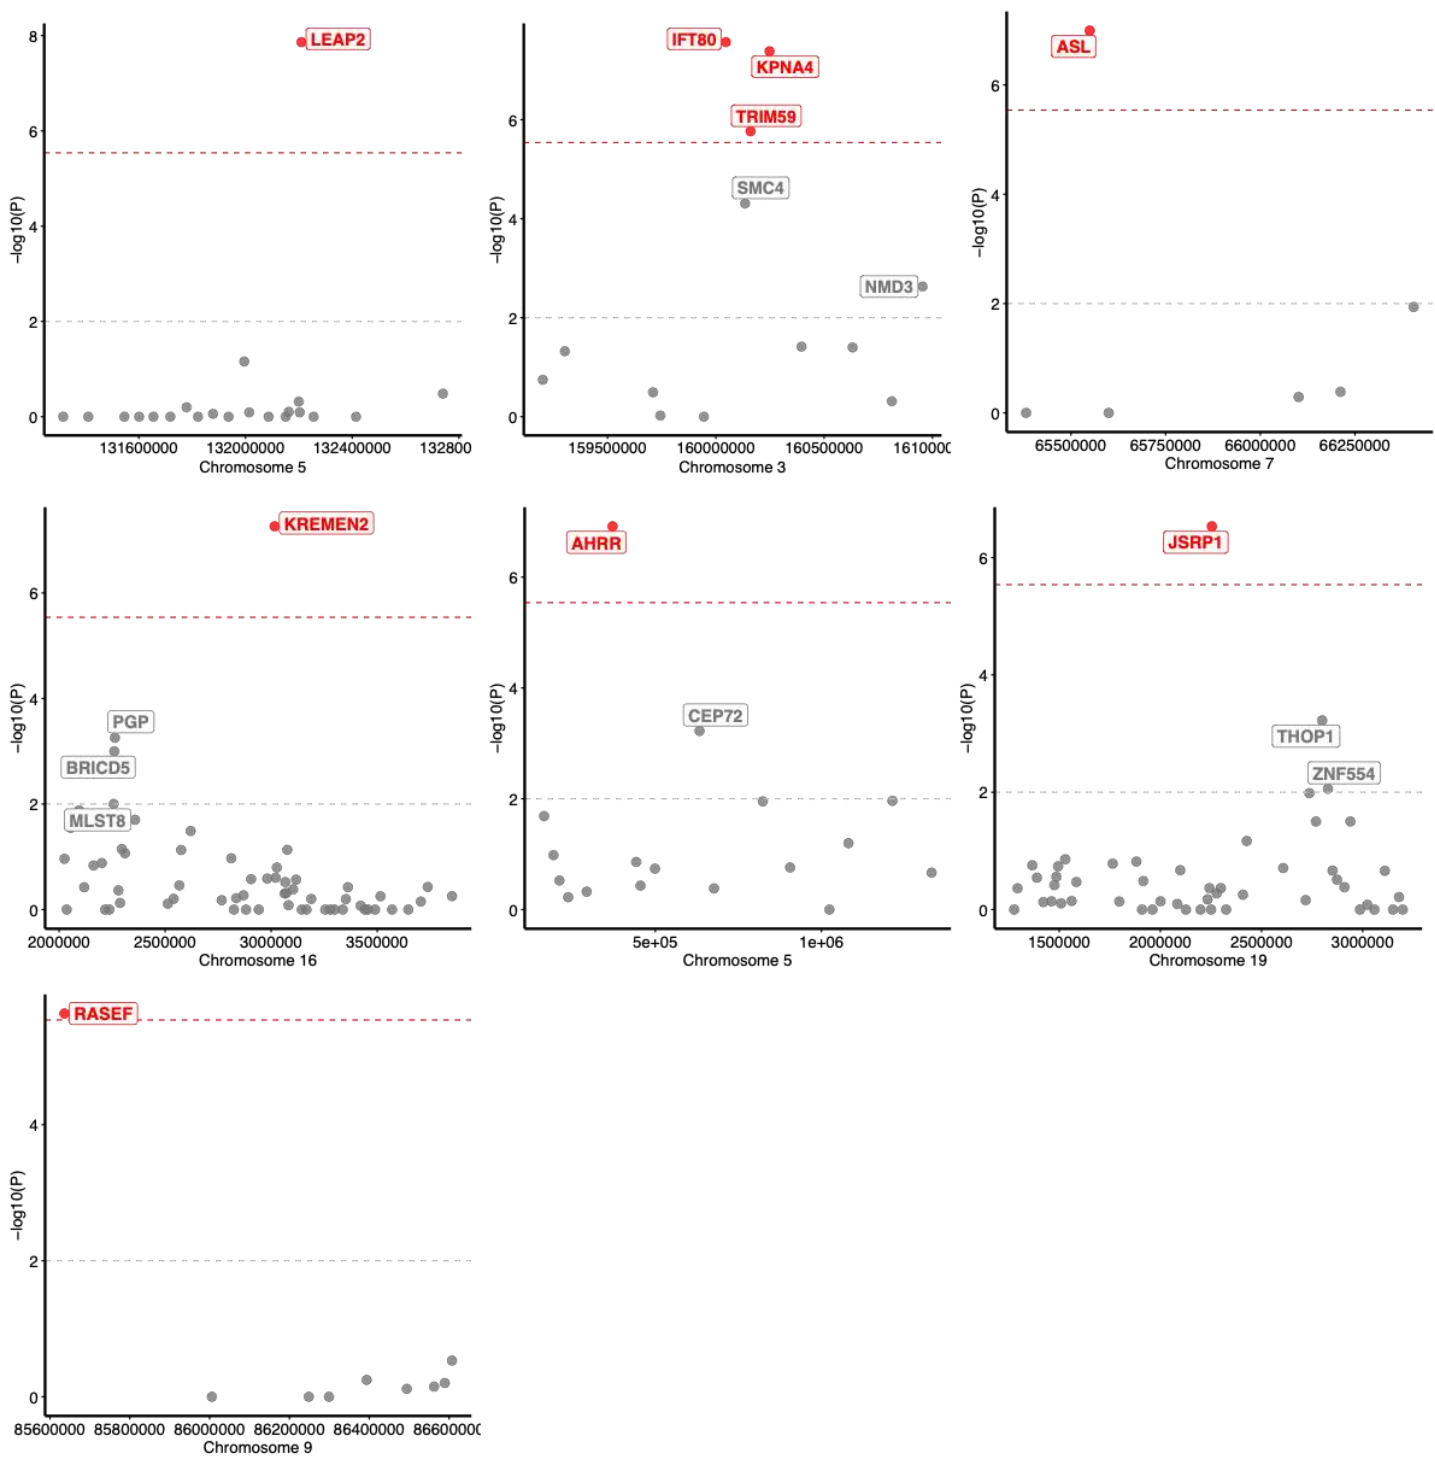 8
6
4
2
0
−log10(P)
LEAP2
131600000 132000000 132400000 132800
Chromosome 5
6
4
2
0
−log10(P)
IFT80
KPNA4
TRIM59
SMC4
NMD3
159500000 160000000 160500000 161000
Chromosome 3
6
4
2
0
−log10(P)
ASL
65500000 65750000 66000000 66250000
Chromosome 7
6
4
2
0
−log10(P)
KREMEN2
PGP
BRICD5
MLST8
2000000 2500000 3000000 3500000
Chromosome 16
6
4
2
0
−log10(P)
AHRR
CEP72
5e+05 1e+06
Chromosome 5
6
4
2
0
−log10(P)
JSRP1
THOP1
ZNF554
1500000 2000000 2500000 3000000
Chromosome 19
4
2
0
−log10(P)
RASEF
85600000 85800000 86000000 86200000 86400000 8660000
Chromosome 9